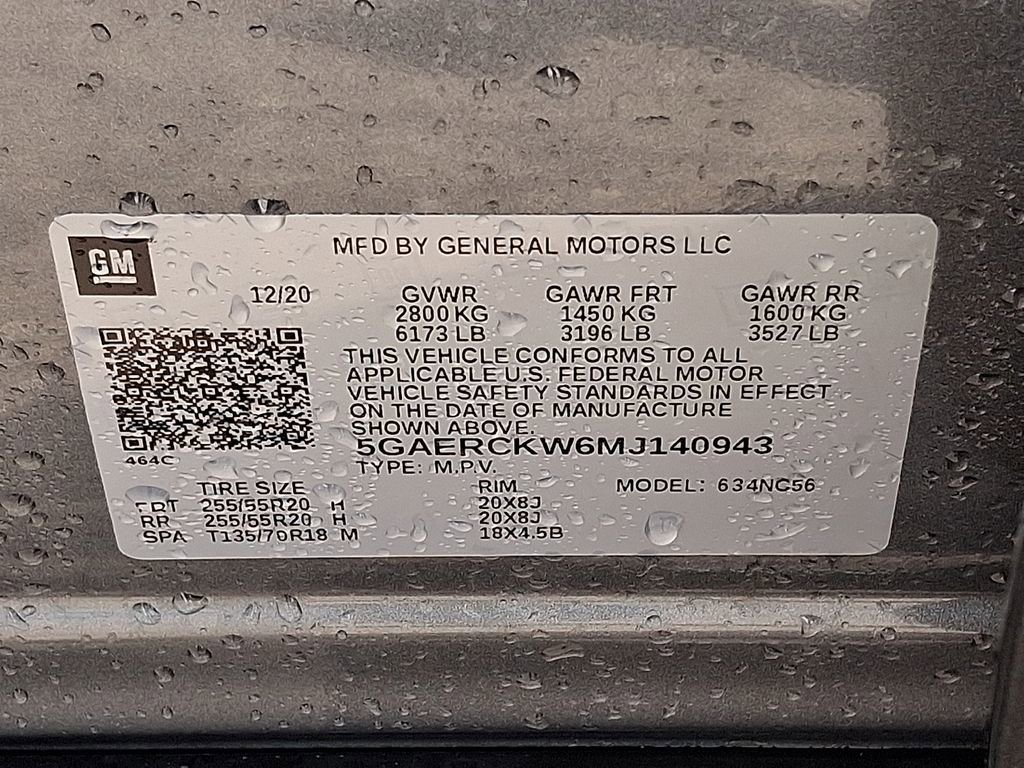 GM
MFD BY GENERAL MOTORS LLC
12/20 GVWR GAWR FRT GAWR RR
2800 KG 1450 KG 1600 KG
6173 LB 3196 LB 3527 LB
THIS VEHICLE CONFORMS TO ALL
APPLICABLE U.S. FEDERAL MOTOR
VEHICLE SAFETY STANDARDS IN EFFECT
ON THE DATE OF MANUFACTURE
SHOWN ABOVE.
5GAERCKW6MJ140943
464C TYPE: M.P.V.
TIRE SIZE RIM MODEL: 634NC56
FRT 255/55R20 H 20X8J
RR 255/55R20 H 20X8J
SPA T135/70R18 M 18X4.5B